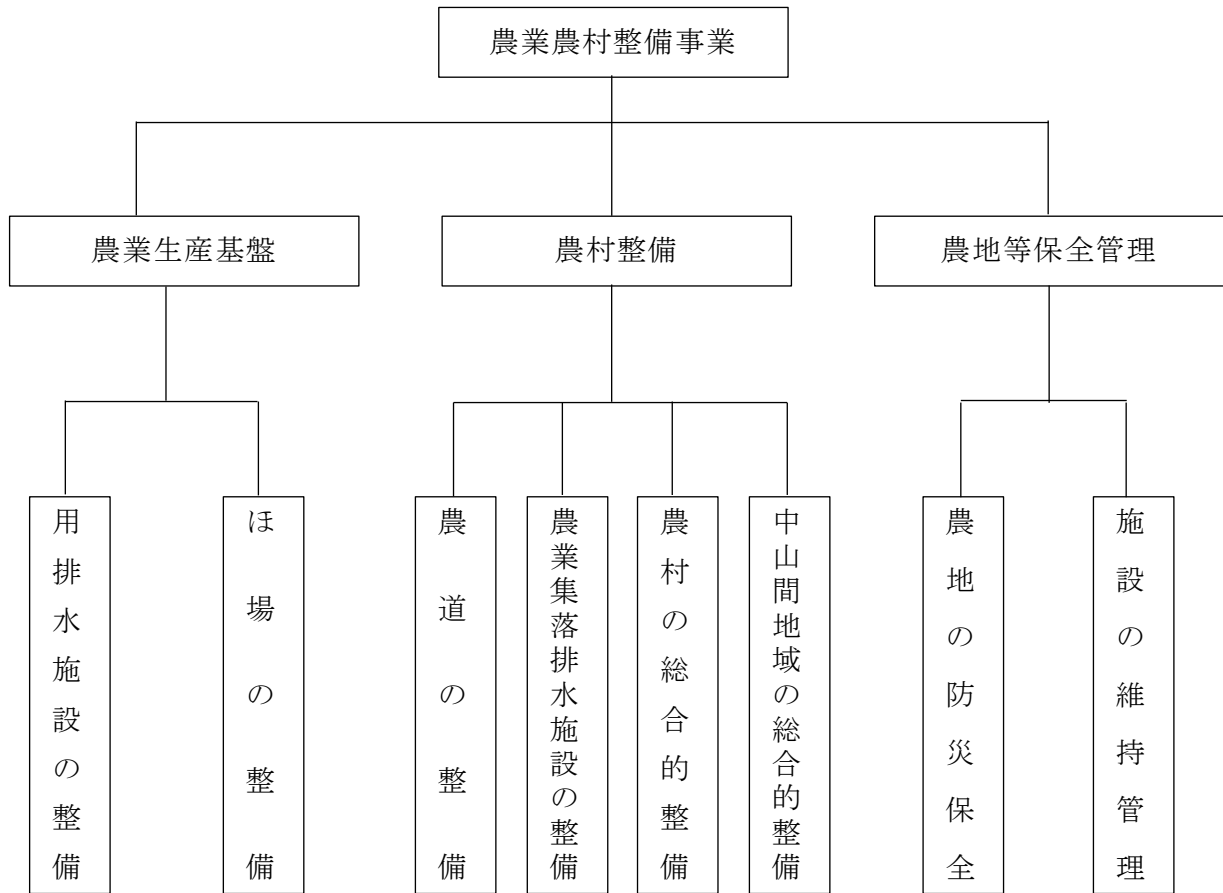 農業農村整備事業
農業生産基盤
農村整備
農地等保全管理
用排水施設の整備
ほ場の整備
農道の整備
農業集落排水施設の整備
農村の総合的整備
中山間地域の総合的整備
農地の防災保全
施設の維持管理